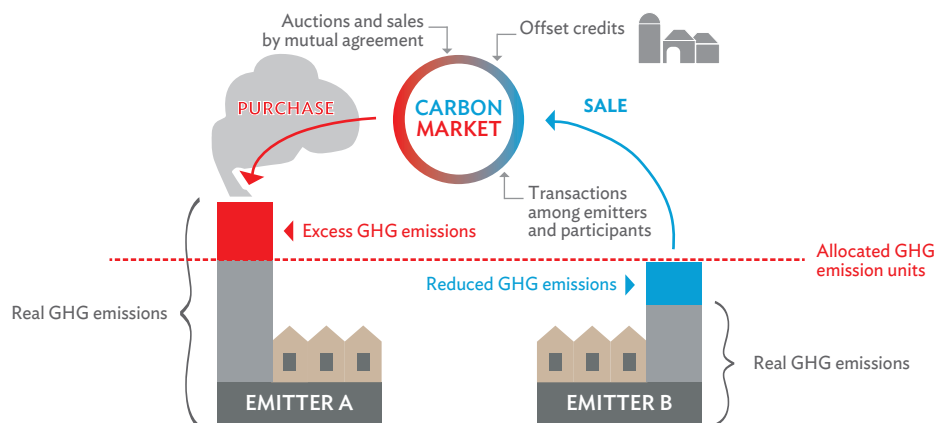 Auctions and sales
by mutual agreement
Offset credits
PURCHASE
CARBON
MARKET
SALE
Transactions
among emitters
and participants
Excess GHG emissions
Allocated GHG
emission units
Reduced GHG emissions
Real GHG emissions
Real GHG emissions
EMITTER A
EMITTER B